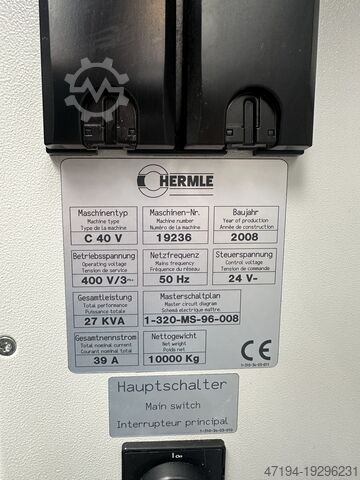 HERMLE
Maschinentyp
Machine type
Type de la machine
C 40 V
Maschinen-Nr.
Machine number
Numéro de la machine
19236
Baujahr
Year of production
Année de construction
2008
Betriebsspannung
Operating voltage
Tension de service
400 V/3~
Netzfrequenz
Mains frequency
Fréquence du réseau
50 Hz
Steuerspannung
Control voltage
Tension de commande
24 V-
Gesamtleistung
Total performance
Puissance totale
27 KVA
Masterschaltplan
Master circuit diagram
Schéma électrique maître.
1-320-MS-96-008
Gesamtnennstrom
Total nominal current
Courant nominal total
39 A
Nettogewicht
Net weight
Poids net
10000 Kg
CE
Hauptschalter
Main switch
Interrupteur principal
47194-19296231